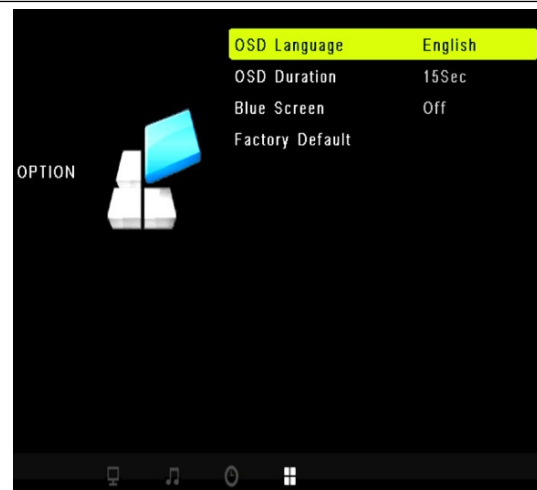 OSD Language English
OSD Duration 15Sec
Blue Screen Off
Factory Default
OPTION